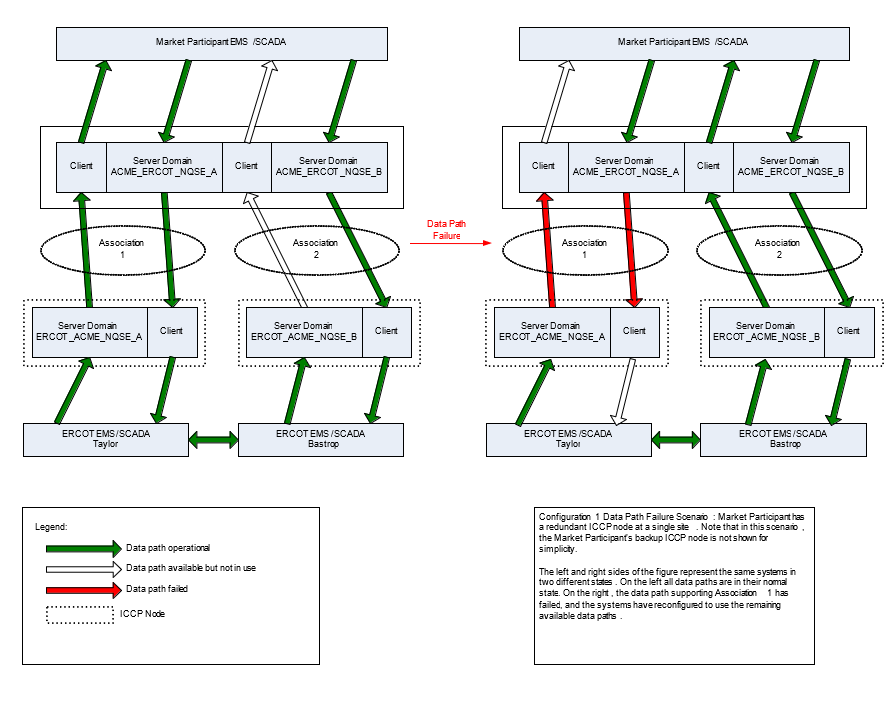 Market Participant EMS /SCADA
Client
Server Domain
ACME_ERCOT_NQSE_A
Client
Server Domain
ACME_ERCOT_NQSE_B
Association
1
Association
2
Server Domain
ERCOT_ACME_NQSE_A
Client
Server Domain
ERCOT_ACME_NQSE_B
Client
ERCOT EMS /SCADA
Taylor
ERCOT EMS /SCADA
Bastrop
Data Path
Failure
Market Participant EMS /SCADA
Client
Server Domain
ACME_ERCOT_NQSE_A
Client
Server Domain
ACME_ERCOT_NQSE_B
Association
1
Association
2
Server Domain
ERCOT_ACME_NQSE_A
Client
Server Domain
ERCOT_ACME_NQSE_B
Client
ERCOT EMS /SCADA
Taylor
ERCOT EMS /SCADA
Bastrop
Legend:
Data path operational
Data path available but not in use
Data path failed
ICCP Node
Configuration 1 Data Path Failure Scenario : Market Participant has
a redundant ICCP node at a single site . Note that in this scenario ,
the Market Participant's backup ICCP node is not shown for
simplicity.
The left and right sides of the figure represent the same systems in
two different states . On the left all data paths are in their normal
state. On the right , the data path supporting Association 1 has
failed, and the systems have reconfigured to use the remaining
available data paths .